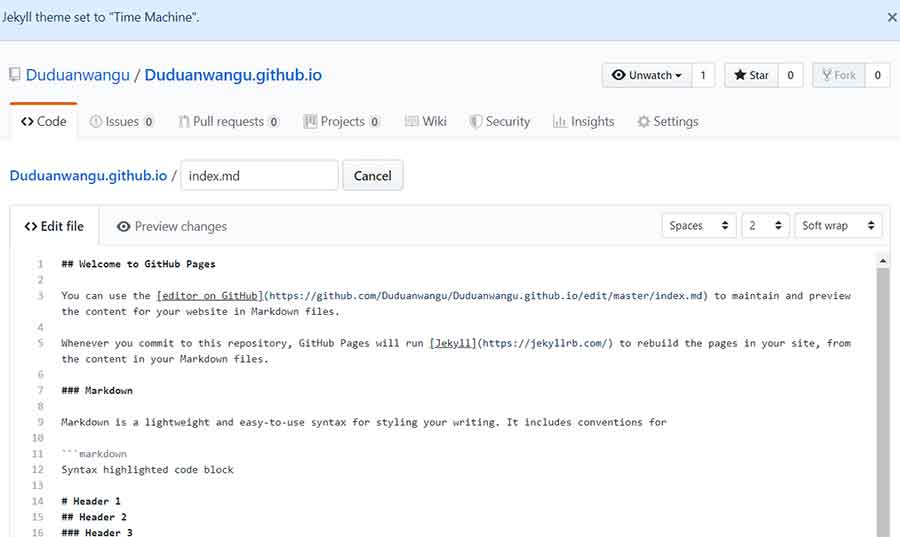 Jekyll theme set to "Time Machine".
Duduanwangu / Duduanwangu.github.io
Unwatch 1 Star 0 Fork 0
Code Issues 0 Pull requests 0 Projects 0 Wiki Security Insights Settings
Duduanwangu.github.io / index.md Cancel
Edit file Preview changes Spaces 2 Soft wrap
1 ## Welcome to GitHub Pages
2
3 You can use the [editor on GitHub](https://github.com/Duduanwangu/Duduanwangu.github.io/edit/master/index.md) to maintain and preview
the content for your website in Markdown files.
4
5 Whenever you commit to this repository, GitHub Pages will run [Jekyll](https://jekyllrb.com/) to rebuild the pages in your site, from
the content in your Markdown files.
6
7 ### Markdown
8
9 Markdown is a lightweight and easy-to-use syntax for styling your writing. It includes conventions for
10
11 ```markdown
12 Syntax highlighted code block
13
14 # Header 1
15 ## Header 2
16 ### Header 3